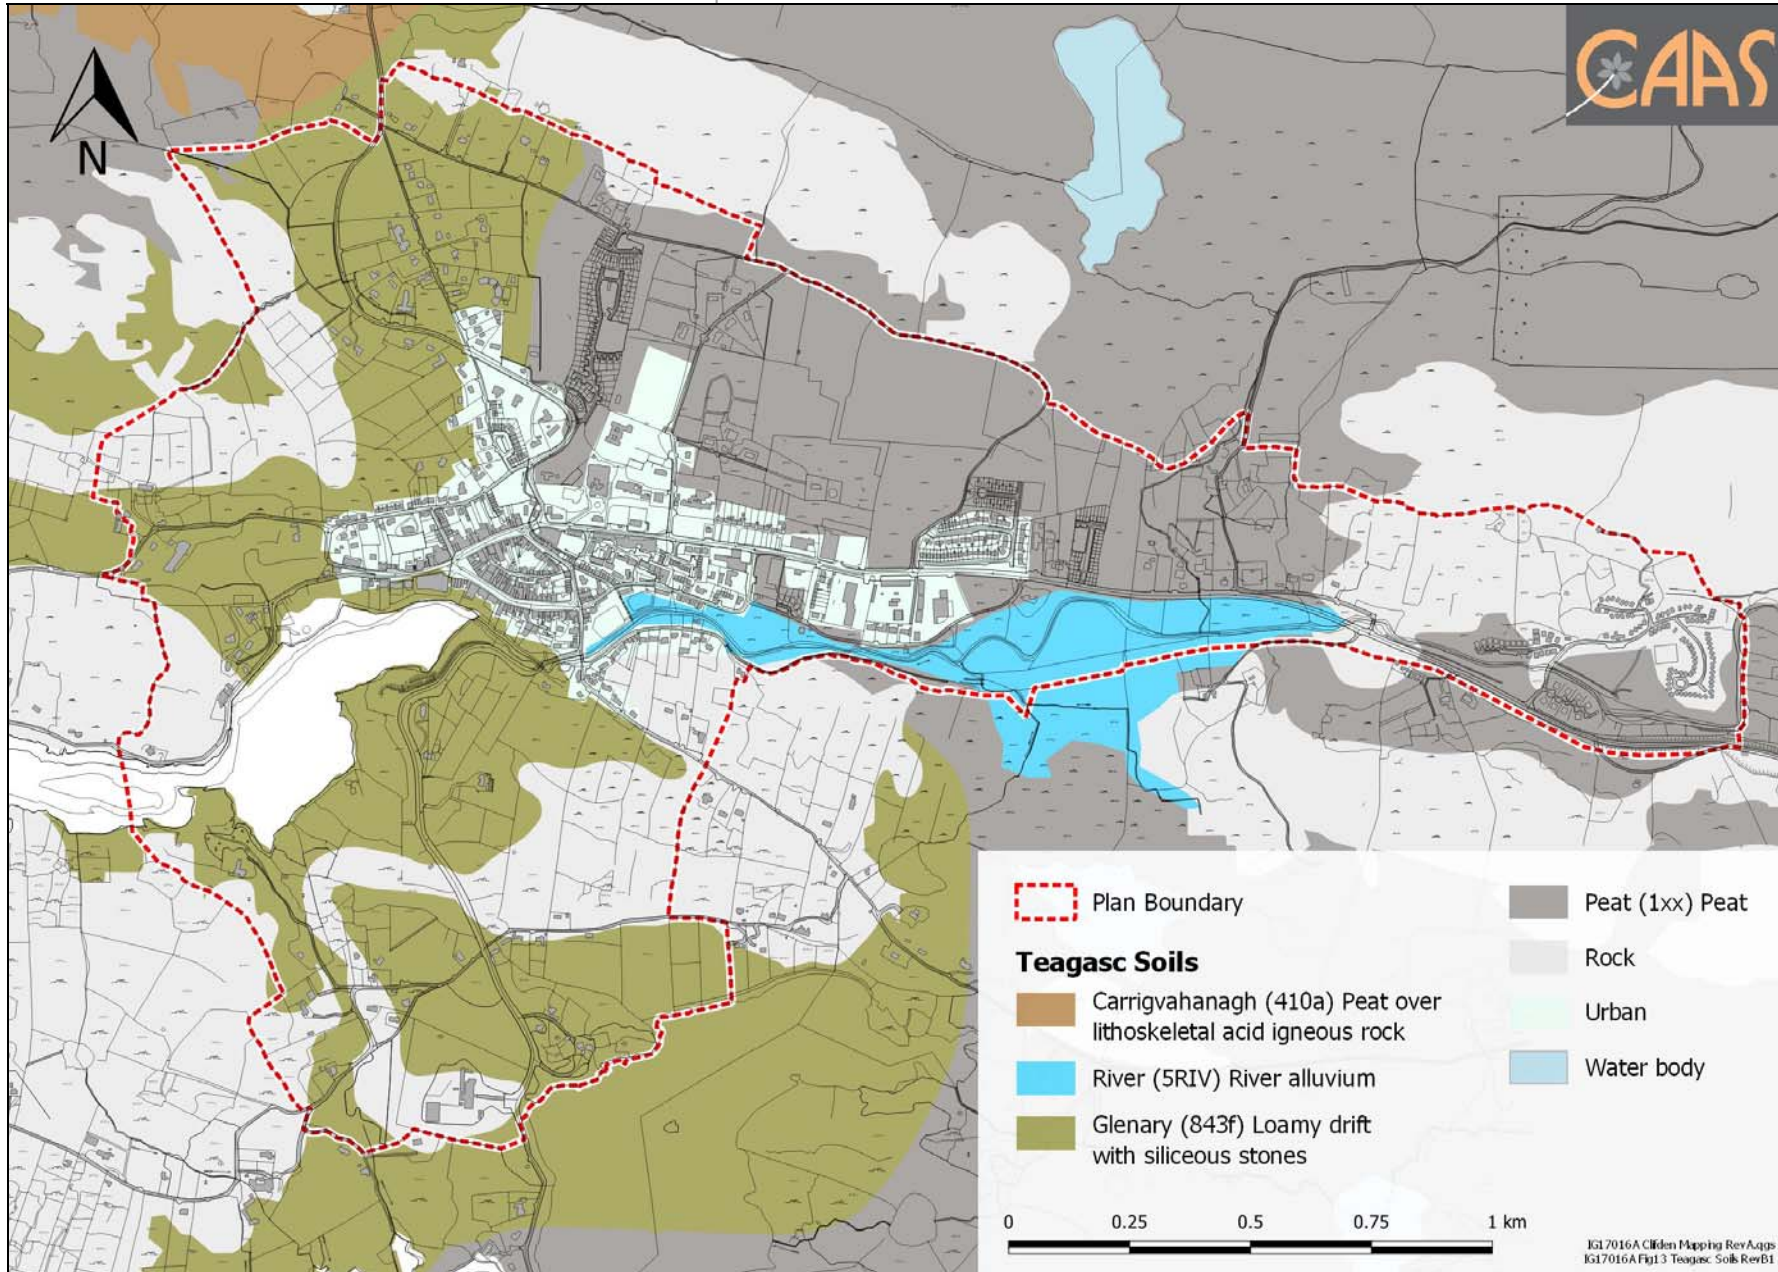 CAAS
N
Plan Boundary
Teagasc Soils
Carrigvahanagh (410a) Peat over
lithoskeletal acid igneous rock
River (5RIV) River alluvium
Glenary (843f) Loamy drift
with siliceous stones
Peat (1xx) Peat
Rock
Urban
Water body
0 0.25 0.5 0.75 1 km
IG17016A Clifden Mapping RevA.qgs
IG17016A Fig13 Teagasc Soils RevB1